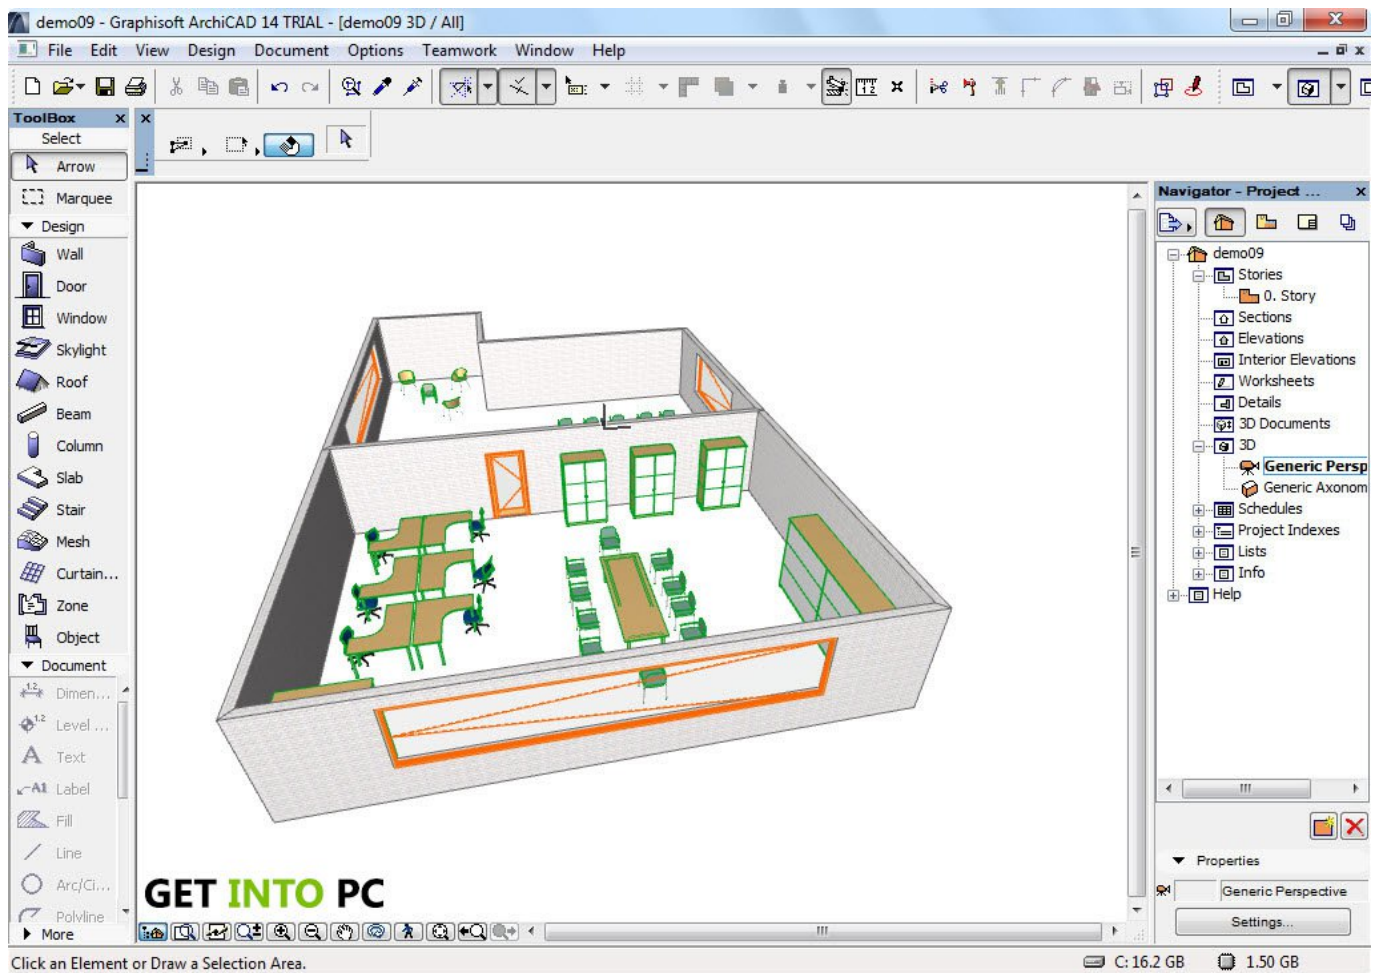 demo09 - Graphisoft ArchiCAD 14 TRIAL - [demo09 3D / All]
File Edit View Design Document Options Teamwork Window Help
ToolBox
Select
Arrow
Marquee
Design
Wall
Door
Window
Skylight
Roof
Beam
Column
Slab
Stair
Mesh
Curtain...
Zone
Object
Document
Dimen...
Level ...
Text
Label
Fill
Line
Arc/Ci...
Polyline
More
GET INTO PC
Navigator - Project ...
demo09
Stories
0. Story
Sections
Elevations
Interior Elevations
Worksheets
Details
3D Documents
3D
Generic Persp
Generic Axonom
Schedules
Project Indexes
Lists
Info
Help
Properties
Generic Perspective
Settings...
Click an Element or Draw a Selection Area.
C: 16.2 GB
1.50 GB